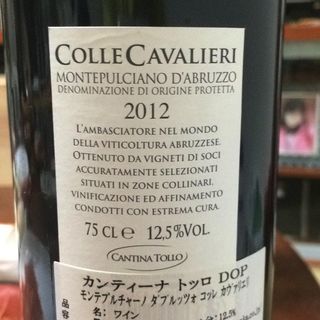 COLLE CAVALIERI
MONTEPULCIANO D'ABRUZZO
DENOMINAZIONE DI ORIGINE PROTETTA
2012
L'AMBASCIATORE NEL MONDO
DELLA VITICOLTURA ABRUZZESE.
OTTENUTO DA VIGNETI DI SOCI
ACCURATAMENTE SELEZIONATI
SITUATI IN ZONE COLLINARI,
VINIFICAZIONE ED AFFINAMENTO
CONDOTTI CON ESTREMA CURA.
75 CL e 12,5%VOL.
CANTINA TOLLO
カンティーナ トッロ DOP
モンテプルチャーノ ダブルッツォ コッレ カヴァリエリ
名: ワイン
12.5%